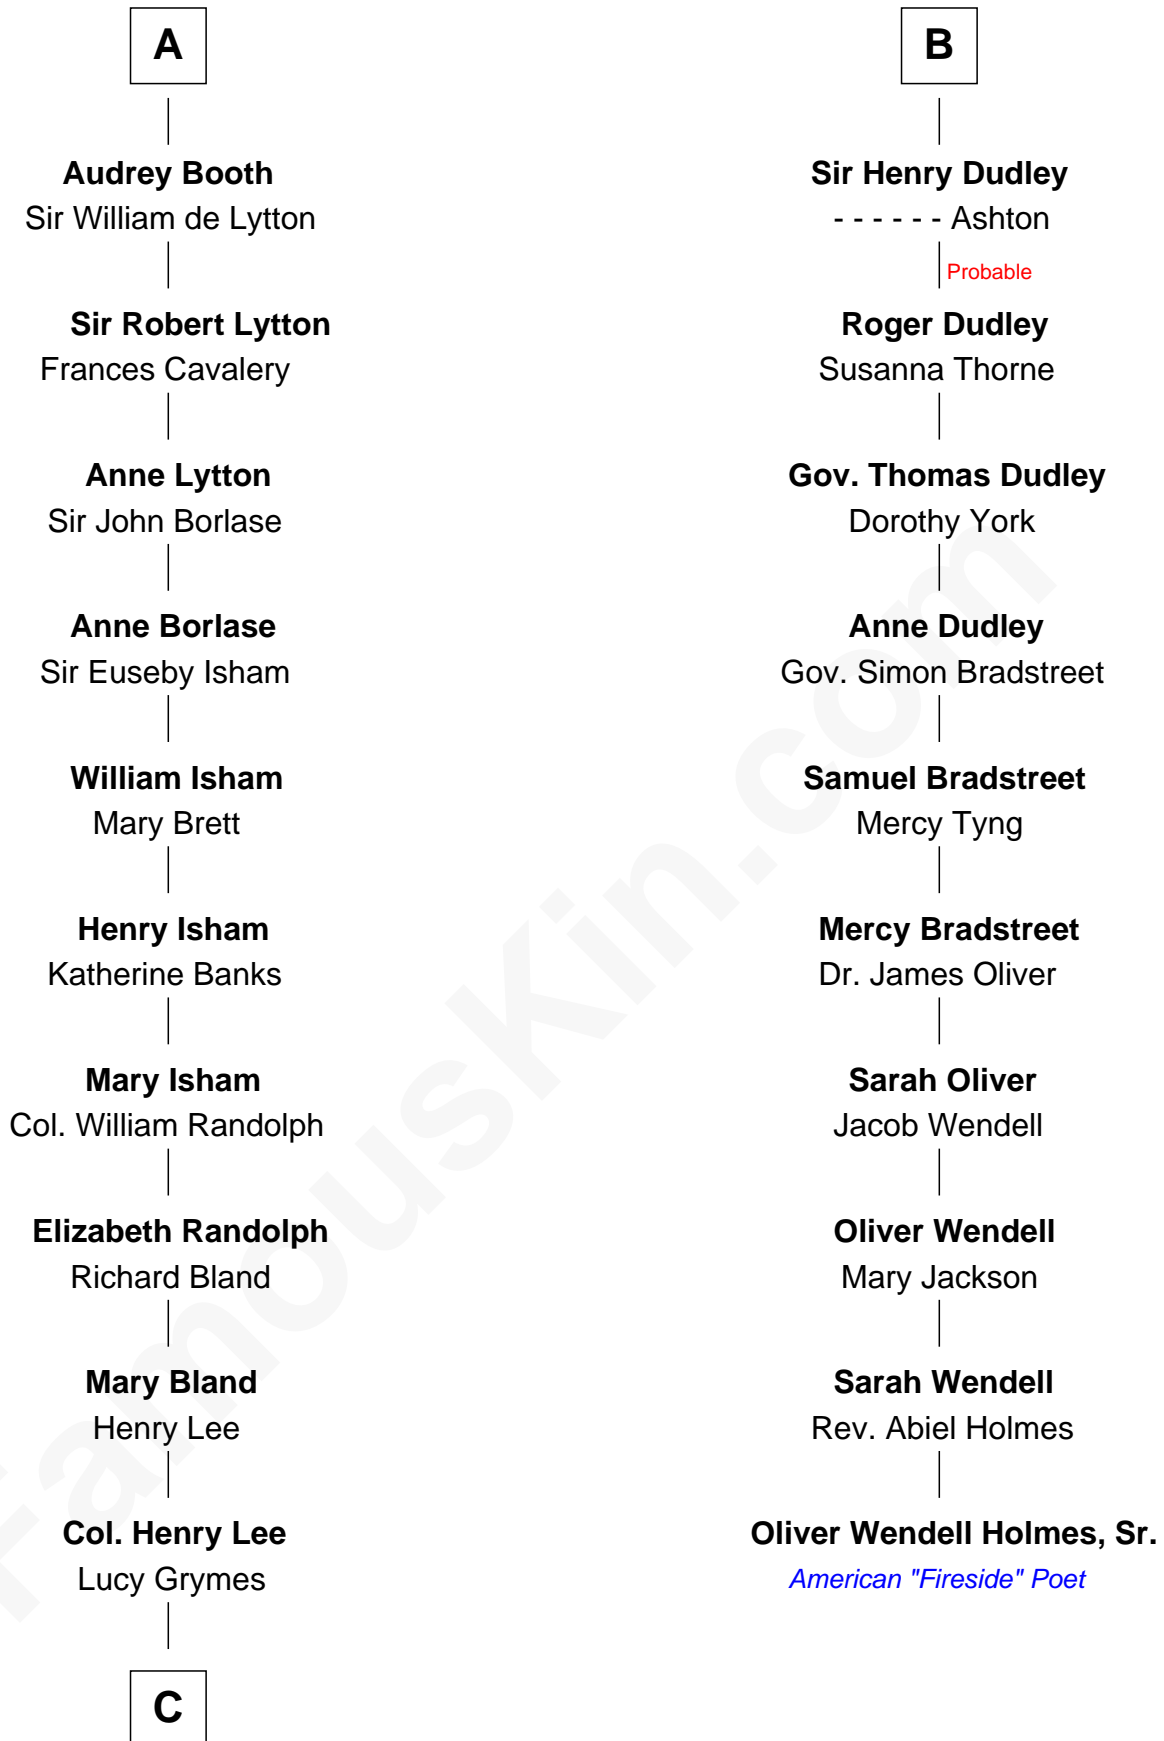 A
Audrey Booth
Sir William de Lytton
Sir Robert Lytton
Frances Cavalery
Anne Lytton
Sir John Borlase
Anne Borlase
Sir Euseby Isham
William Isham
Mary Brett
Henry Isham
Katherine Banks
Mary Isham
Col. William Randolph
Elizabeth Randolph
Richard Bland
Mary Bland
Henry Lee
Col. Henry Lee
Lucy Grymes
C
B
Sir Henry Dudley
- - - - - - Ashton
Probable
Roger Dudley
Susanna Thorne
Gov. Thomas Dudley
Dorothy York
Anne Dudley
Gov. Simon Bradstreet
Samuel Bradstreet
Mercy Tyng
Mercy Bradstreet
Dr. James Oliver
Sarah Oliver
Jacob Wendell
Oliver Wendell
Mary Jackson
Sarah Wendell
Rev. Abiel Holmes
Oliver Wendell Holmes, Sr.
American "Fireside" Poet
FamousKin.com